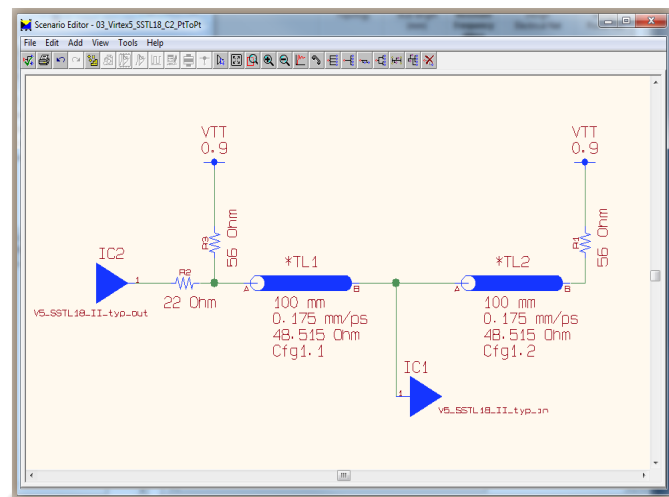 Scenario Editor - 03_Virtex5_SSTL18_C2_PtToPt
File Edit Add View Tools Help
VTT
0.9
VTT
0.9
R3
56 Ohm
R1
56 Ohm
IC2
1
V5_SSTL18_II_typ_out
R2
22 Ohm
*TL1
A
B
100 mm
0.175 mm/ps
48.515 Ohm
Cfg1.1
*TL2
A
B
100 mm
0.175 mm/ps
48.515 Ohm
Cfg1.2
IC1
1
V5_SSTL18_II_typ_in